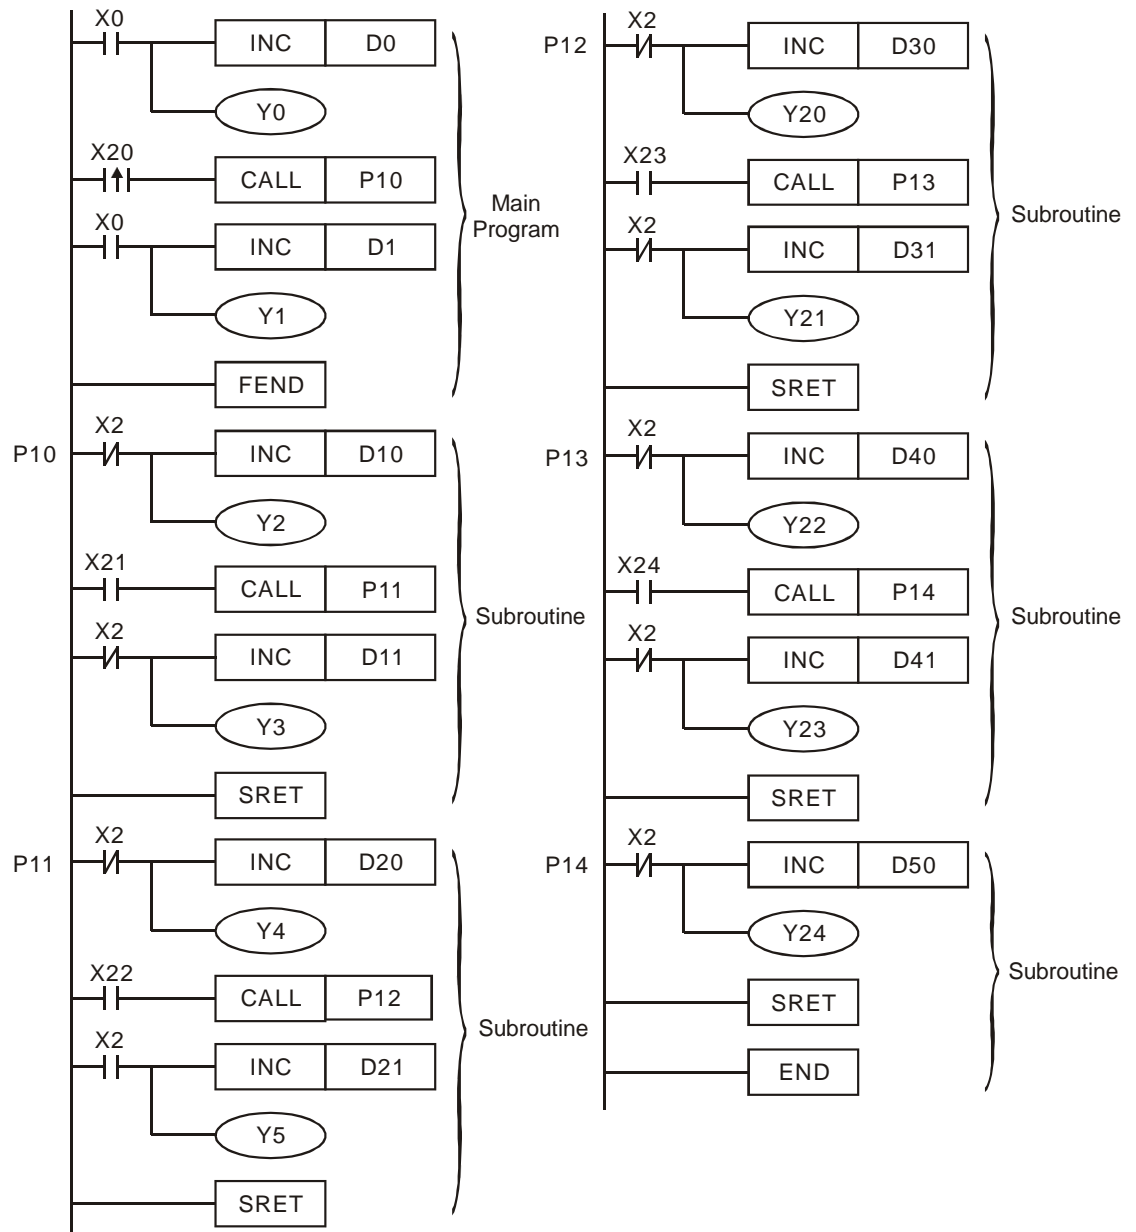 X0
INC D0
Y0
X20
CALL P10
X0
INC D1
Y1
FEND
Main
Program
P10
X2
INC D10
Y2
X21
CALL P11
X2
INC D11
Y3
SRET
Subroutine
P11
X2
INC D20
Y4
X22
CALL P12
X2
INC D21
Y5
SRET
Subroutine
P12
X2
INC D30
Y20
X23
CALL P13
X2
INC D31
Y21
SRET
Subroutine
P13
X2
INC D40
Y22
X24
CALL P14
X2
INC D41
Y23
SRET
Subroutine
P14
X2
INC D50
Y24
SRET
END
Subroutine